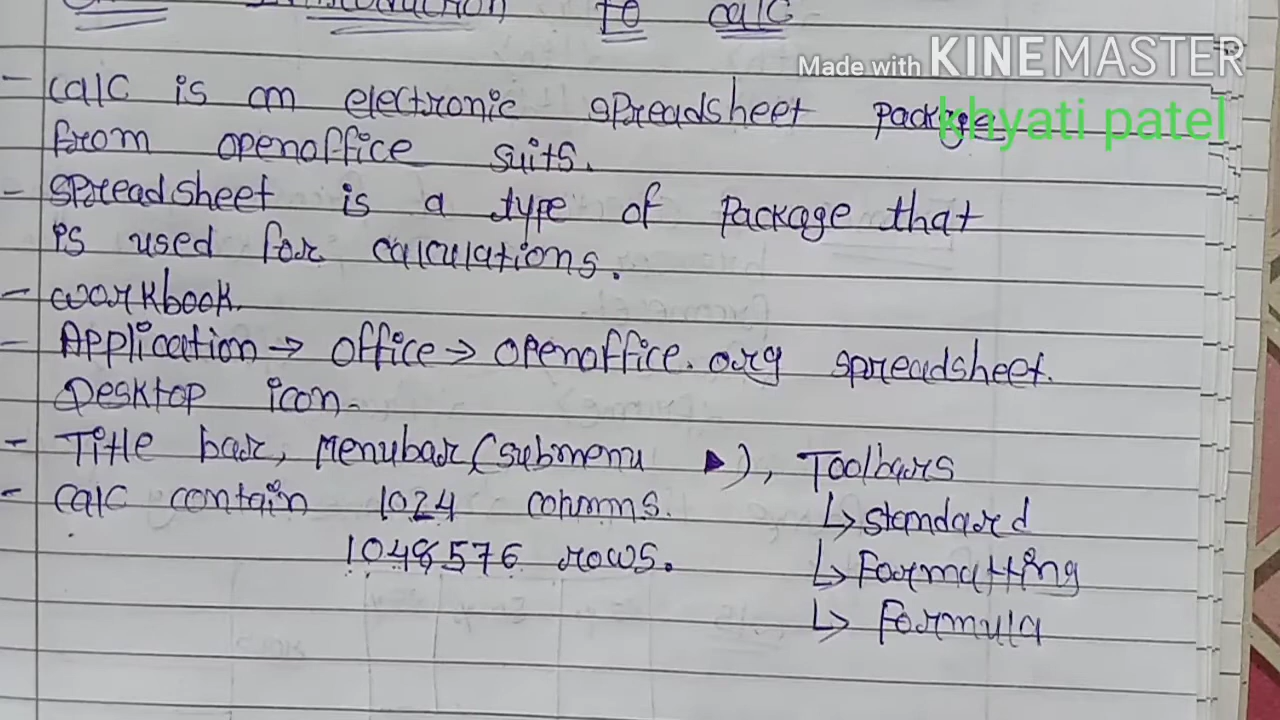 Introduction to calc
Made with KINEMASTER
khyati patel
- calc is an electronic spreadsheet package
from openoffice suits.
- spreadsheet is a type of package that
is used for calculations.
- workbook.
- Application → office → openoffice.org spreadsheet.
Desktop icon.
- Title bar, Menubar, (submenu ▶), Toolbars
- calc contain 1024 columns. ↳ standard
1048576 rows. ↳ Formatting
↳ Formula